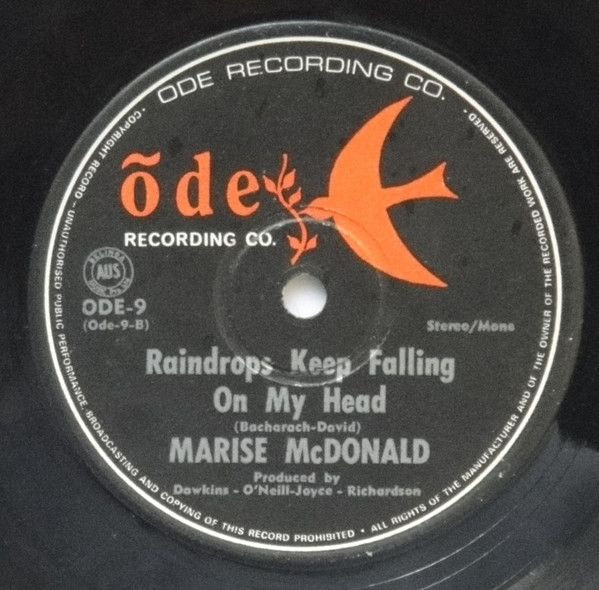 ODE RECORDING CO.
õde
RECORDING CO.
BELINDA
AUS
ODE-9
(Ode-9-B)
Stereo/Mono
Raindrops Keep Falling
On My Head
(Bacharach-David)
MARISE McDONALD
Produced by
Dawkins - O'Neill-Joyce - Richardson
• COPYRIGHT RECORD - UNAUTHORISED PUBLIC PERFORMANCE, BROADCASTING AND COPYING OF THIS RECORD PROHIBITED • ALL RIGHTS OF THE MANUFACTURER AND OF THE OWNER OF THE RECORDED WORK ARE RESERVED •